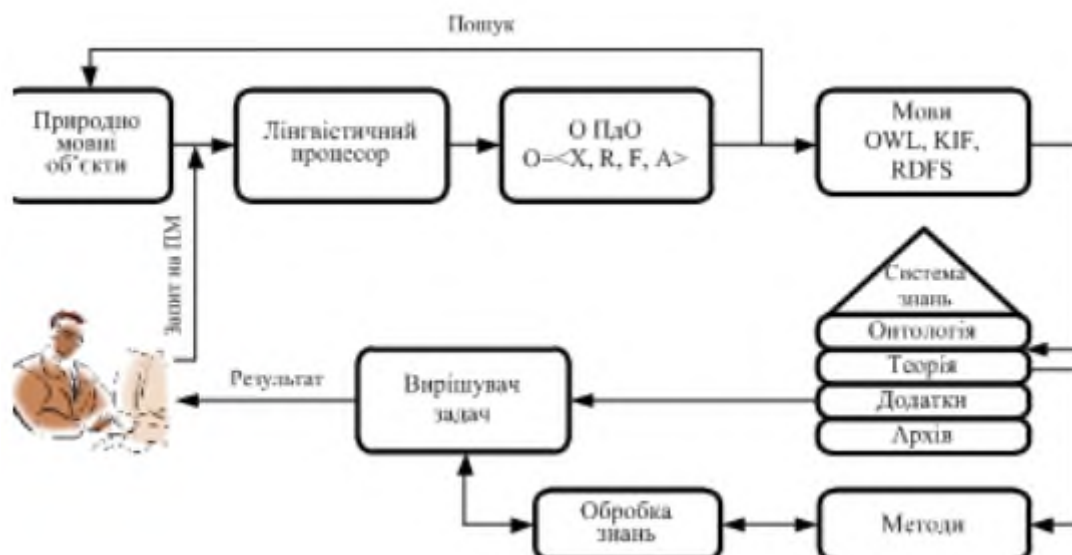 Пошук
Природно
мовні
об’єкти
Лінгвістичний
процесор
О ПдО
O=<X, R, F, A>
Мови
OWL, KIF,
RDFS
Запит на ПМ
Система
знань
Онтологія
Теорія
Додатки
Архів
Результат
Вирішувач
задач
Обробка
знань
Методи